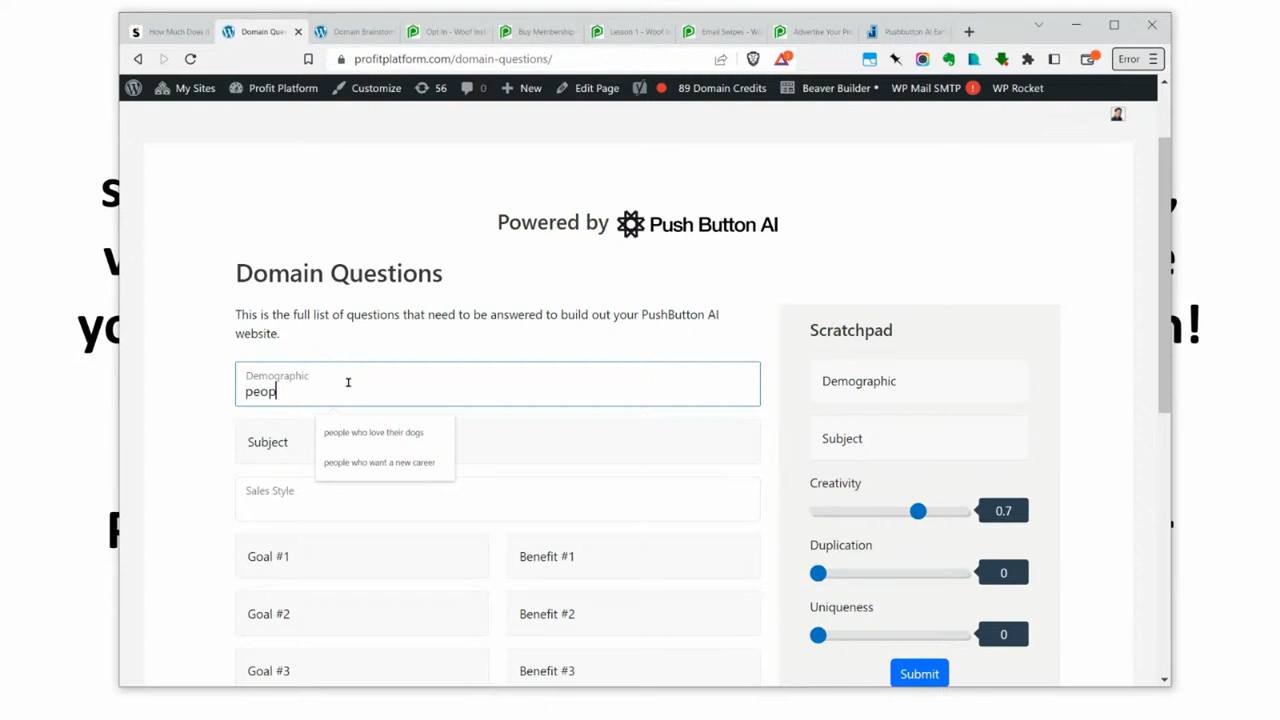 How Much Does I
Domain Que
Domain Brainstor
Opt In - Woof Inst
Buy Membership
Lesson 1 - Woof In
Email Swipes - W
Advertise Your Pr
Pushbutton AI Ear
profitplatform.com/domain-questions/
Error
My Sites
Profit Platform
Customize
56
0
New
Edit Page
89 Domain Credits
Beaver Builder
WP Mail SMTP !
WP Rocket
Powered by Push Button AI
Domain Questions
This is the full list of questions that need to be answered to build out your PushButton AI
website.
Demographic
peop
people who love their dogs
people who want a new career
Subject
Sales Style
Goal #1
Benefit #1
Goal #2
Benefit #2
Goal #3
Benefit #3
Scratchpad
Demographic
Subject
Creativity
0.7
Duplication
0
Uniqueness
0
Submit